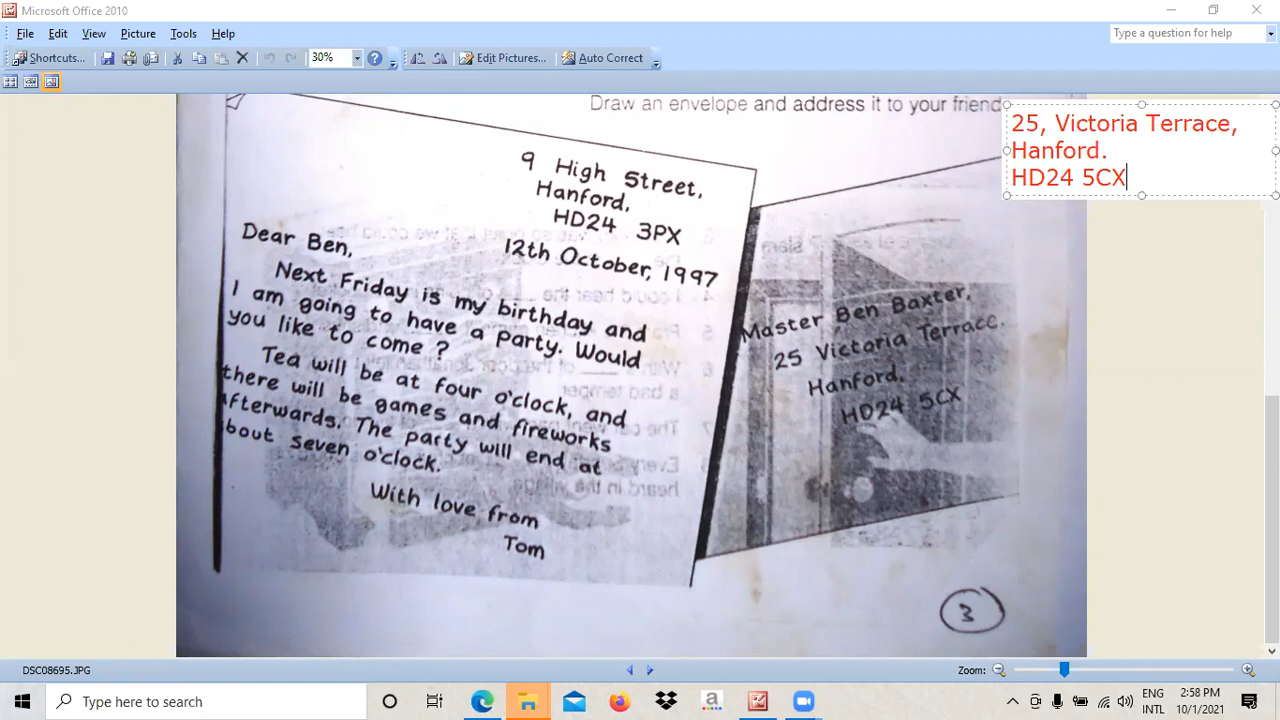 Microsoft Office 2010
File Edit View Picture Tools Help
Type a question for help
Shortcuts... 30% Edit Pictures... Auto Correct
Draw an envelope and address it to your friend
25, Victoria Terrace,
Hanford.
HD24 5CX
9 High Street,
Hanford,
HD24 3PX
12th October, 1997
Dear Ben,
Next Friday is my birthday and
I am going to have a party. Would
you like to come?
Tea will be at four o'clock, and
there will be games and fireworks
afterwards. The party will end at
bout seven o'clock.
With love from
Tom
Master Ben Baxter,
25 Victoria Terrace.
Hanford.
HD24 5CX
3
DSC08695.JPG
Zoom:
Type here to search
ENG
INTL
2:58 PM
10/1/2021